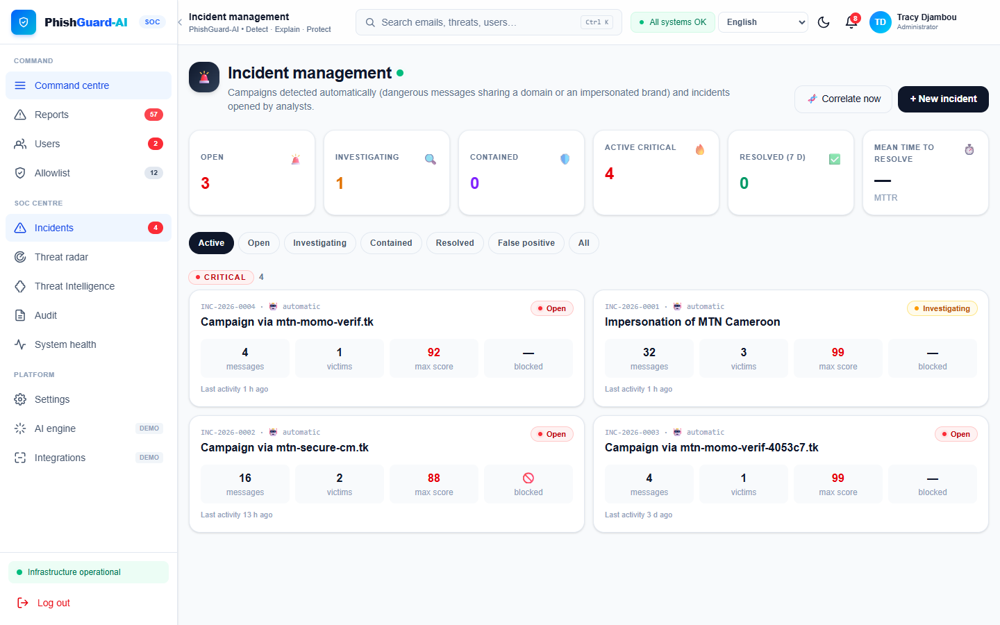 PhishGuard-AI SOC
COMMAND
Command centre
Reports 57
Users 2
Allowlist 12
SOC CENTRE
Incidents 4
Threat radar
Threat Intelligence
Audit
System health
PLATFORM
Settings
AI engine DEMO
Integrations DEMO
Infrastructure operational
Log out
Incident management
PhishGuard-AI • Detect · Explain · Protect
Search emails, threats, users…
Ctrl K
All systems OK
English
8
TD
Tracy Djambou
Administrator
Incident management
Campaigns detected automatically (dangerous messages sharing a domain or an impersonated brand) and incidents
opened by analysts.
Correlate now
+ New incident
OPEN
3
INVESTIGATING
1
CONTAINED
0
ACTIVE CRITICAL
4
RESOLVED (7 D)
0
MEAN TIME TO
RESOLVE
—
MTTR
Active Open Investigating Contained Resolved False positive All
CRITICAL 4
INC-2026-0004 · automatic
Open
Campaign via mtn-momo-verif.tk
4 1 92 —
messages victims max score blocked
Last activity 1 h ago
INC-2026-0001 · automatic
Investigating
Impersonation of MTN Cameroon
32 3 99 —
messages victims max score blocked
Last activity 1 h ago
INC-2026-0002 · automatic
Open
Campaign via mtn-secure-cm.tk
16 2 88
messages victims max score blocked
Last activity 13 h ago
INC-2026-0003 · automatic
Open
Campaign via mtn-momo-verif-4053c7.tk
4 1 99 —
messages victims max score blocked
Last activity 3 d ago